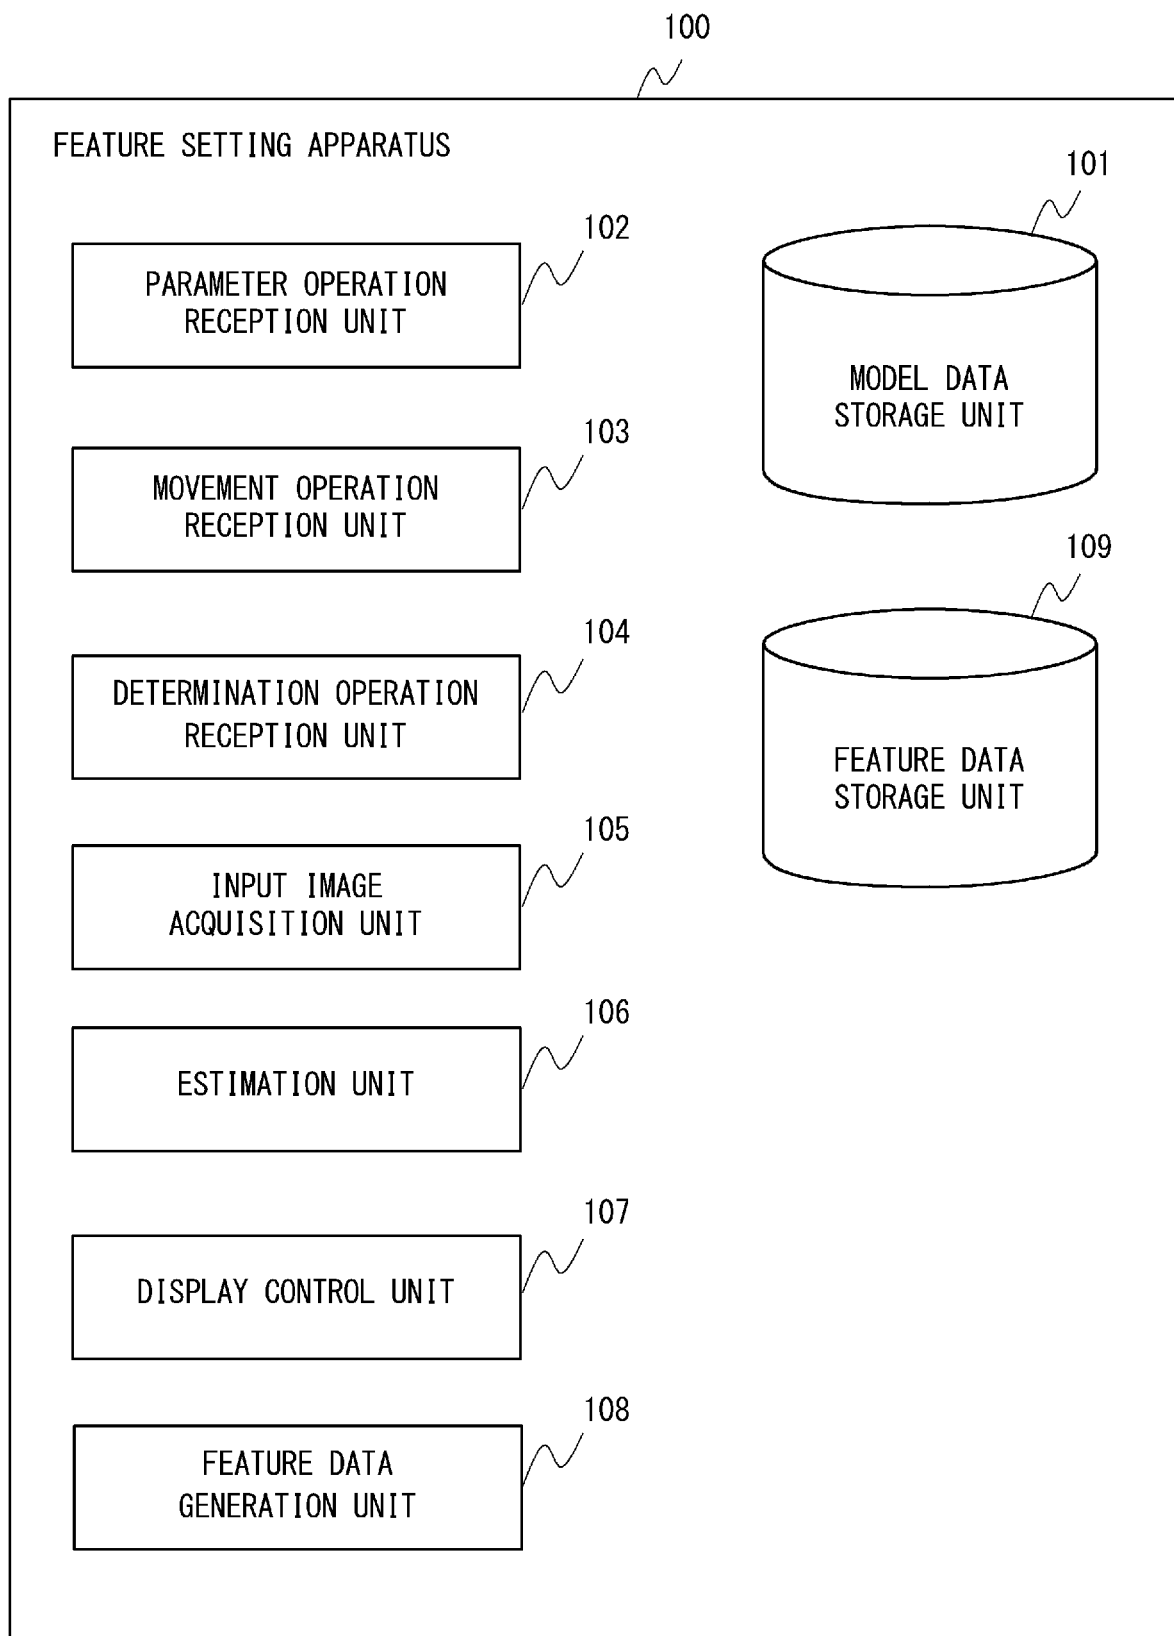 100
FEATURE SETTING APPARATUS
101
102
PARAMETER OPERATION
RECEPTION UNIT
MODEL DATA
STORAGE UNIT
103
MOVEMENT OPERATION
RECEPTION UNIT
109
104
DETERMINATION OPERATION
RECEPTION UNIT
FEATURE DATA
STORAGE UNIT
105
INPUT IMAGE
ACQUISITION UNIT
106
ESTIMATION UNIT
107
DISPLAY CONTROL UNIT
108
FEATURE DATA
GENERATION UNIT